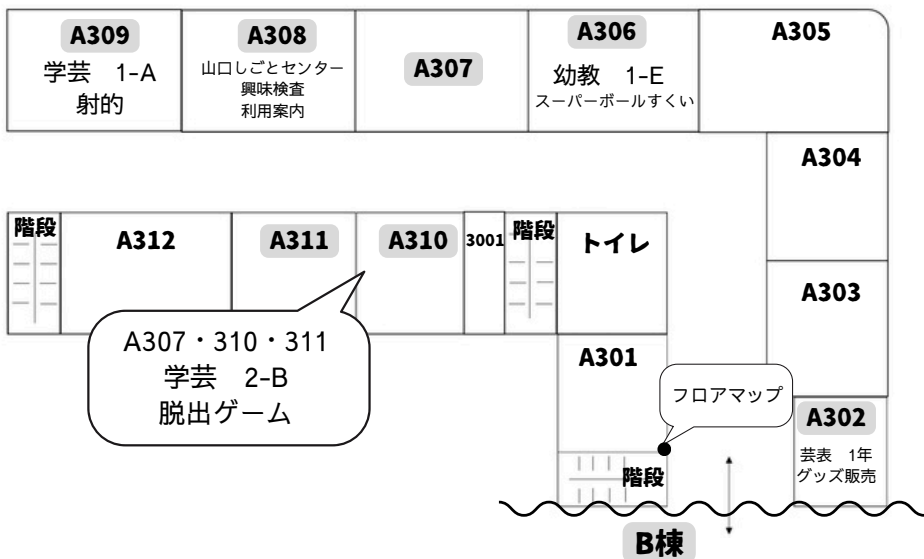 A309
学芸　1-A
射的
A308
山口しごとセンター
興味検査
利用案内
A307
A306
幼教　1-E
スーパーボールすくい
A305
A304
階段
A312
A311
A310
3001
階段
トイレ
A303
A307・310・311
学芸　2-B
脱出ゲーム
A301
フロアマップ
A302
芸表　1年
グッズ販売
階段
B棟